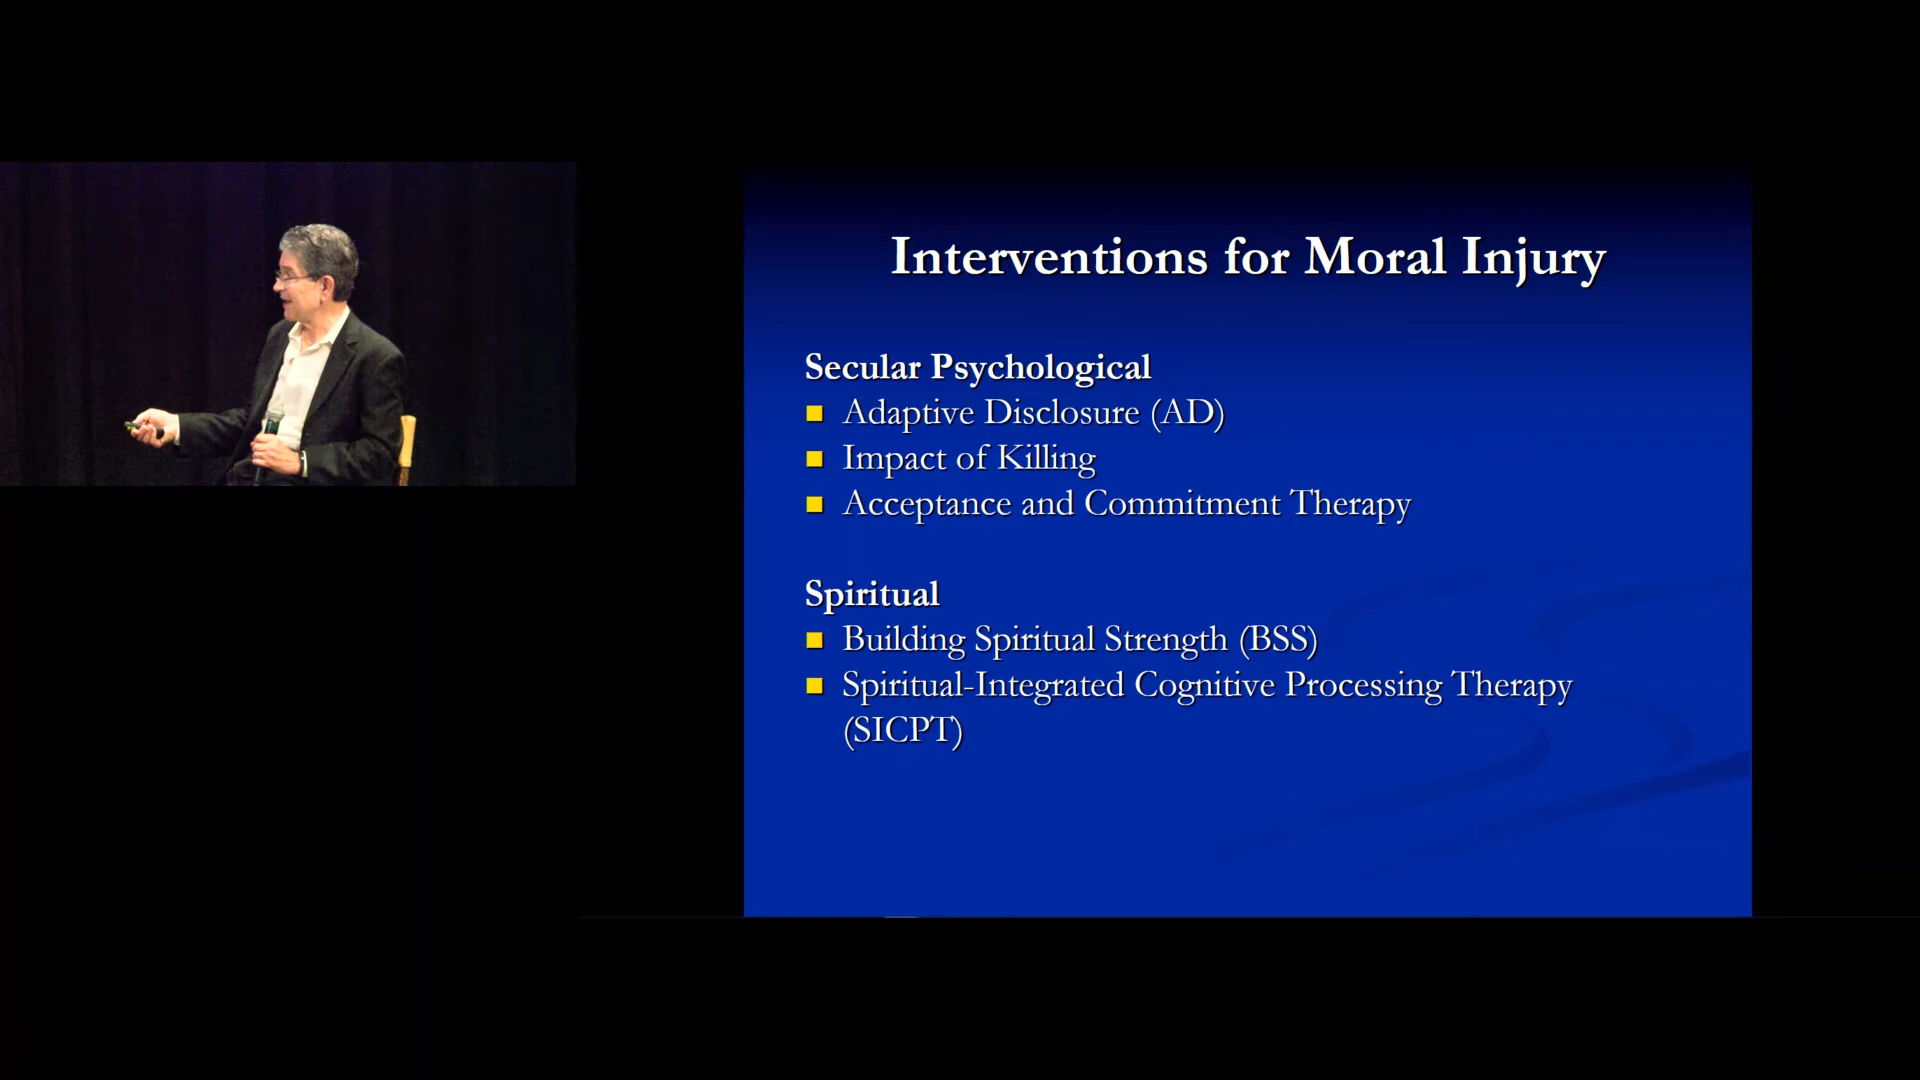 Interventions for Moral Injury
Secular Psychological
Adaptive Disclosure (AD)
Impact of Killing
Acceptance and Commitment Therapy
Spiritual
Building Spiritual Strength (BSS)
Spiritual-Integrated Cognitive Processing Therapy
(SICPT)